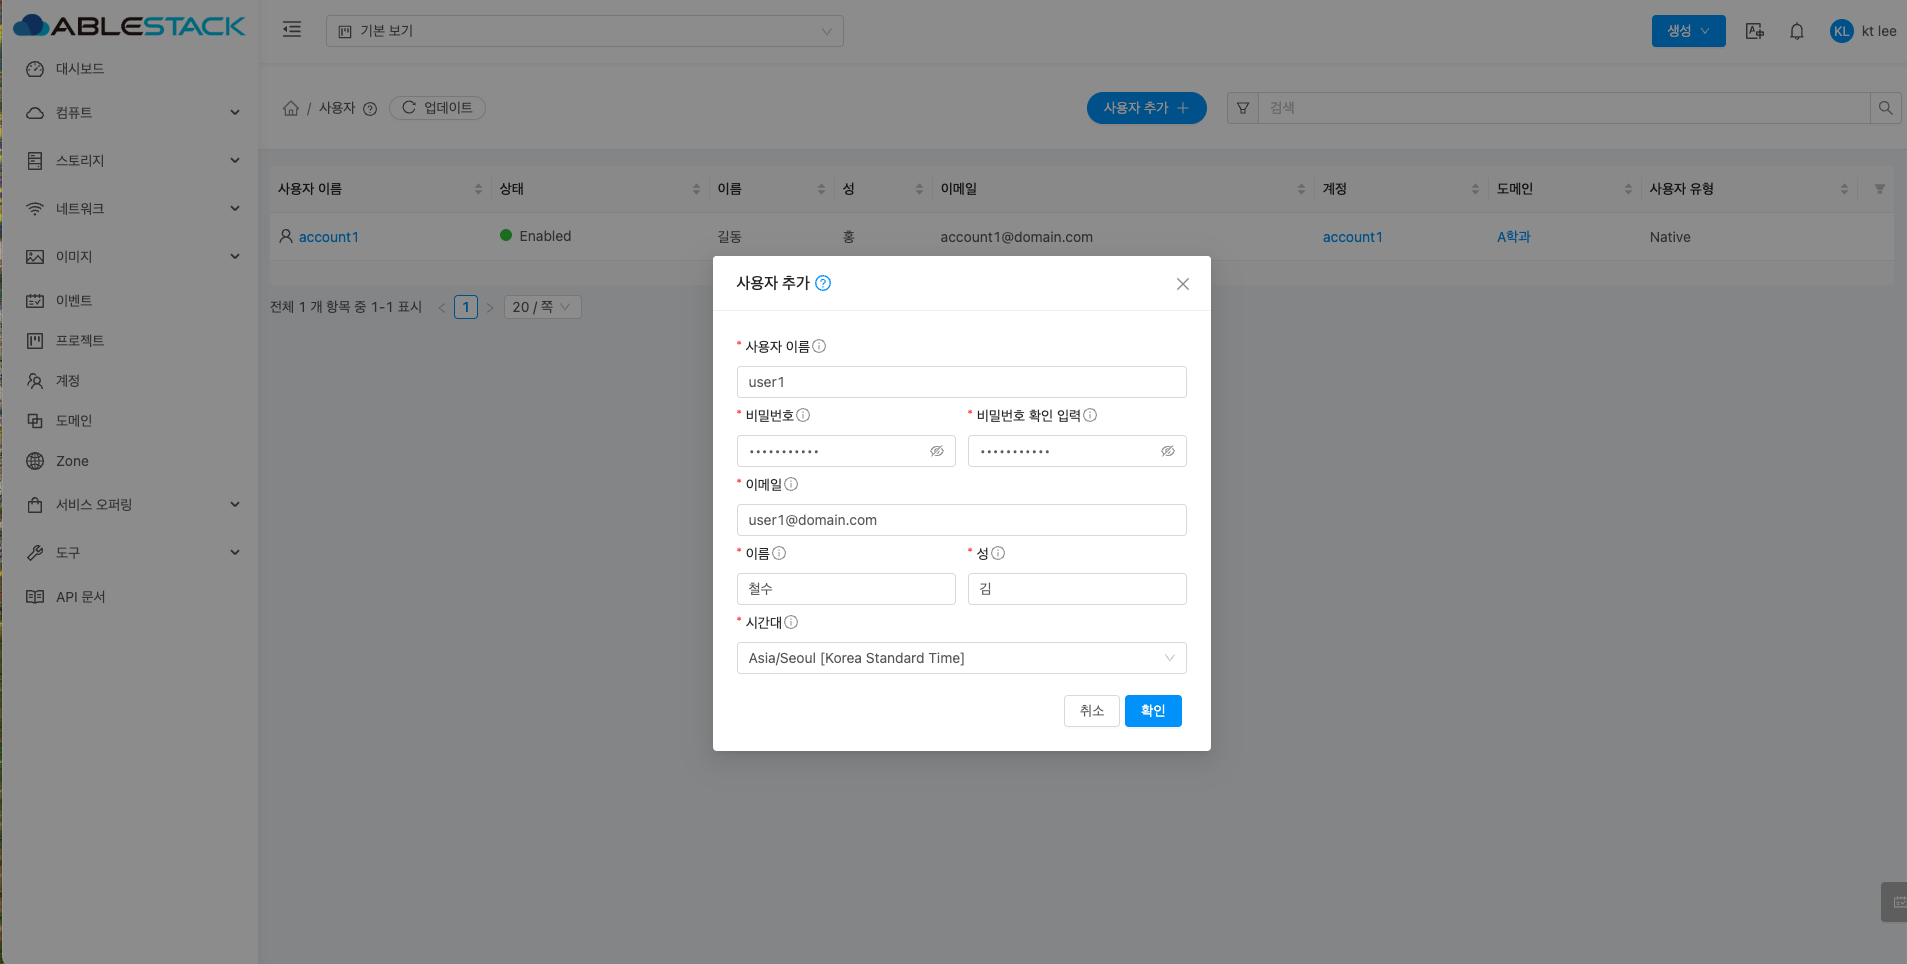 ABLESTACK
기본 보기
생성
KL
kt lee
대시보드
컴퓨트
스토리지
네트워크
이미지
이벤트
프로젝트
계정
도메인
Zone
서비스 오퍼링
도구
API 문서
/ 사용자
업데이트
사용자 추가
검색
사용자 이름 상태 이름 성 이메일 계정 도메인 사용자 유형
account1 Enabled 길동 홍 account1@domain.com account1 A학과 Native
전체 1 개 항목 중 1-1 표시 < 1 > 20 / 쪽
사용자 추가
* 사용자 이름
user1
* 비밀번호 * 비밀번호 확인 입력
••••••••••• •••••••••••
* 이메일
user1@domain.com
* 이름 * 성
철수 김
* 시간대
Asia/Seoul [Korea Standard Time]
취소 확인